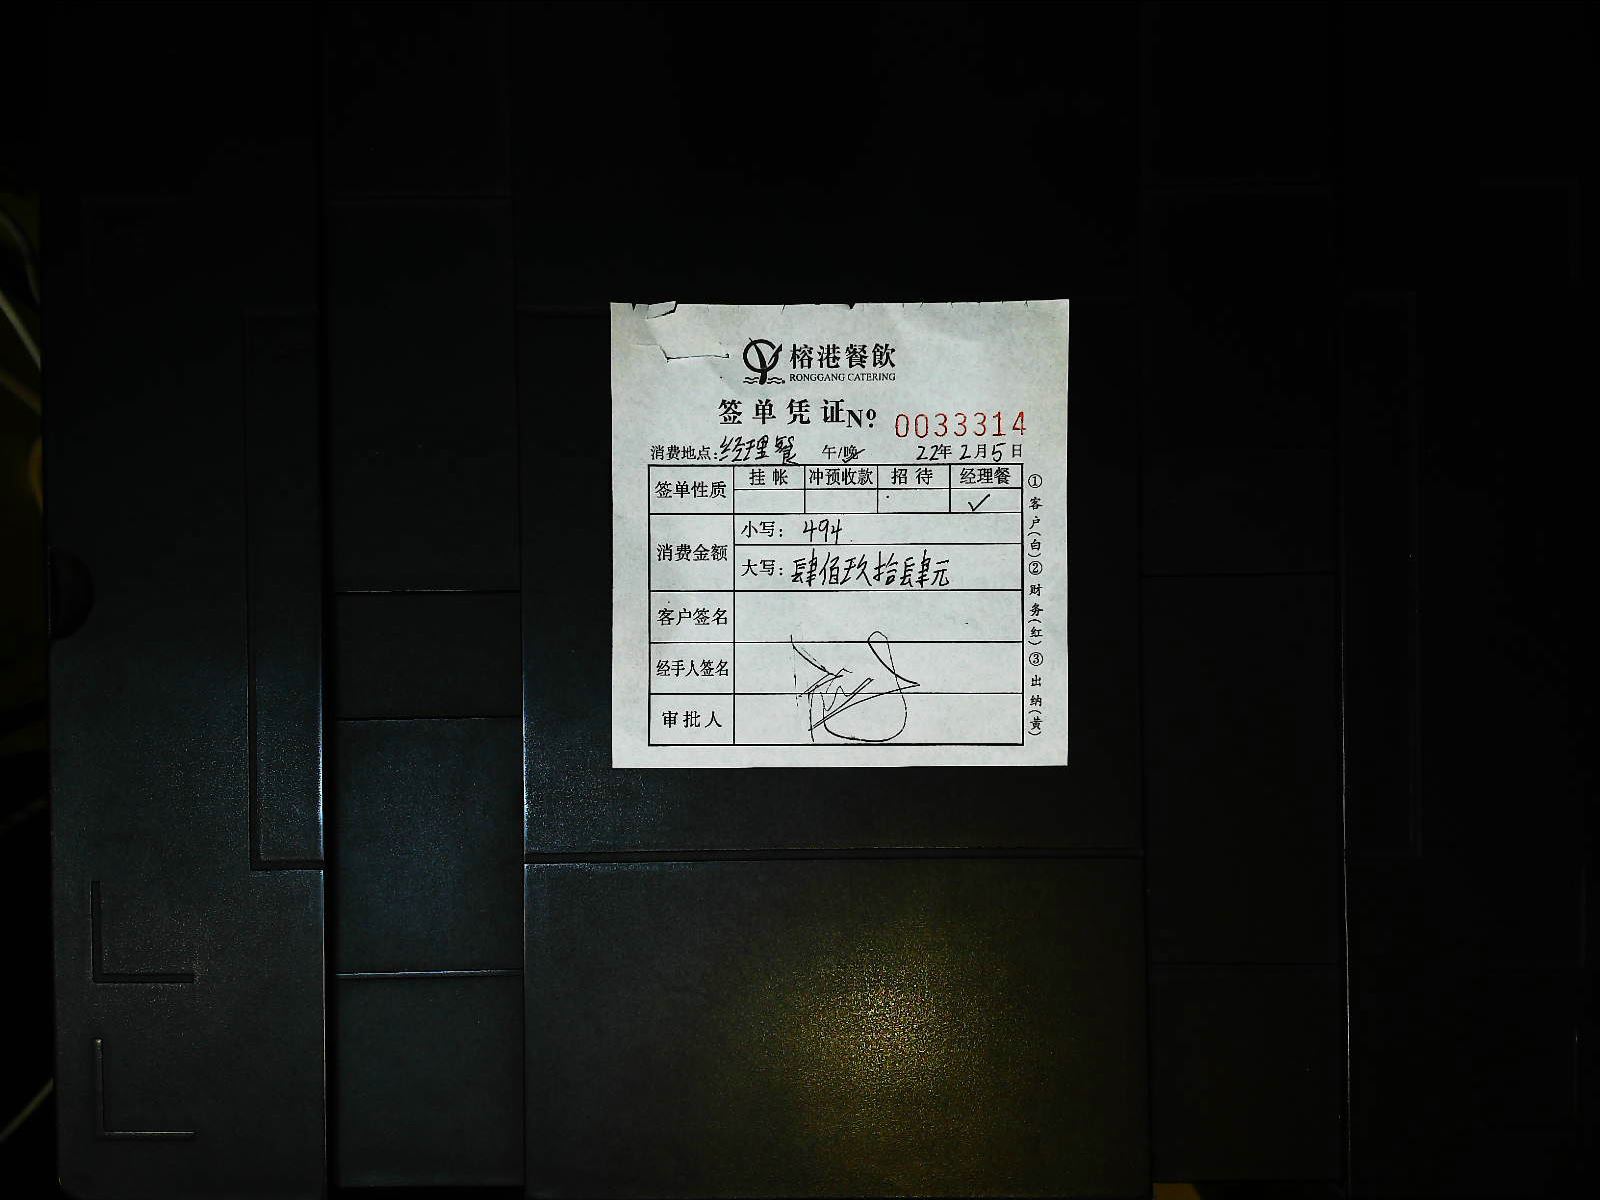 榕港餐飲
RONGGANG CATERING
签单凭证 No. 0033314
消费地点:经理餐 午/晚 22年2月5日
签单性质 挂帐 冲预收款 招待 经理餐
✓
消费金额 小写: 494
大写: 肆佰玖拾肆元
客户签名
经手人签名
审批人
①客户(白)②财务(红)③出纳(黄)